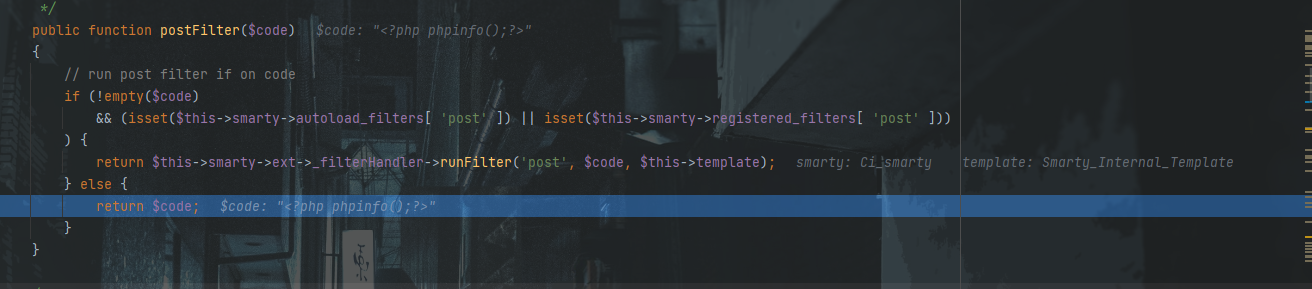 */
public function postFilter($code)   $code: "<?php phpinfo();?>"
{
// run post filter if on code
if (!empty($code)
&& (isset($this->smarty->autoload_filters[ 'post' ]) || isset($this->smarty->registered_filters[ 'post' ]))
) {
return $this->smarty->ext->_filterHandler->runFilter('post', $code, $this->template);   smarty: Ci_smarty   template: Smarty_Internal_Template
} else {
return $code;   $code: "<?php phpinfo();?>"
}
}